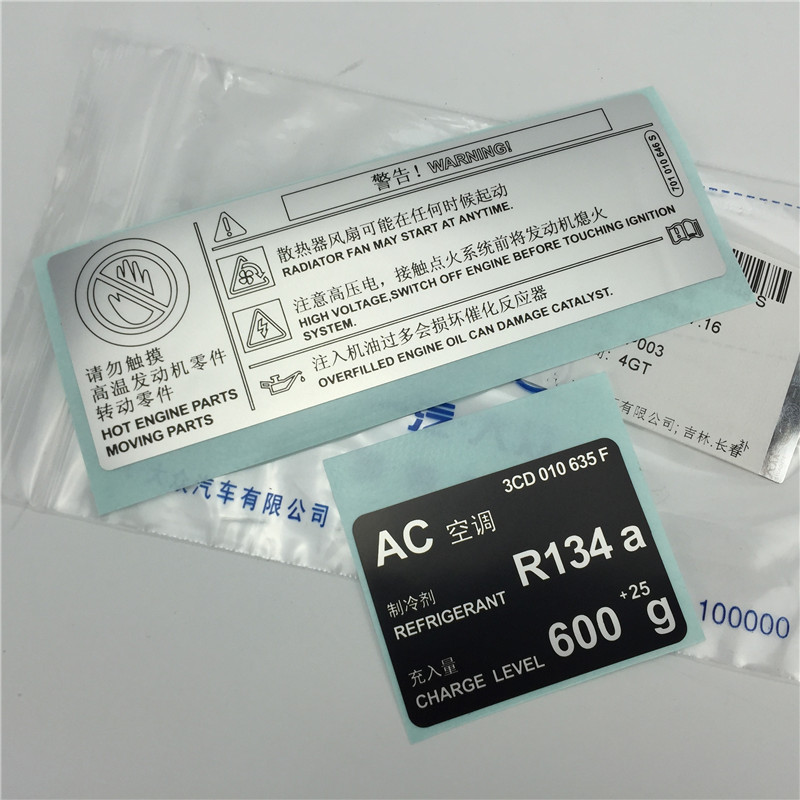 警告！WARNING!
701 010 646 S
散热器风扇可能在任何时候起动
RADIATOR FAN MAY START AT ANYTIME.
注意高压电，接触点火系统前将发动机熄火
HIGH VOLTAGE,SWITCH OFF ENGINE BEFORE TOUCHING IGNITION
SYSTEM.
注入机油过多会损坏催化反应器
OVERFILLED ENGINE OIL CAN DAMAGE CATALYST.
请勿触摸
高温发动机零件
转动零件
HOT ENGINE PARTS
MOVING PARTS
S
.16
003
4GT
有限公司; 吉林.长春
补
汽车有限公司
100000
3CD 010 635 F
AC 空调
R134 a
制冷剂
REFRIGERANT
600 +25 g
充入量
CHARGE LEVEL